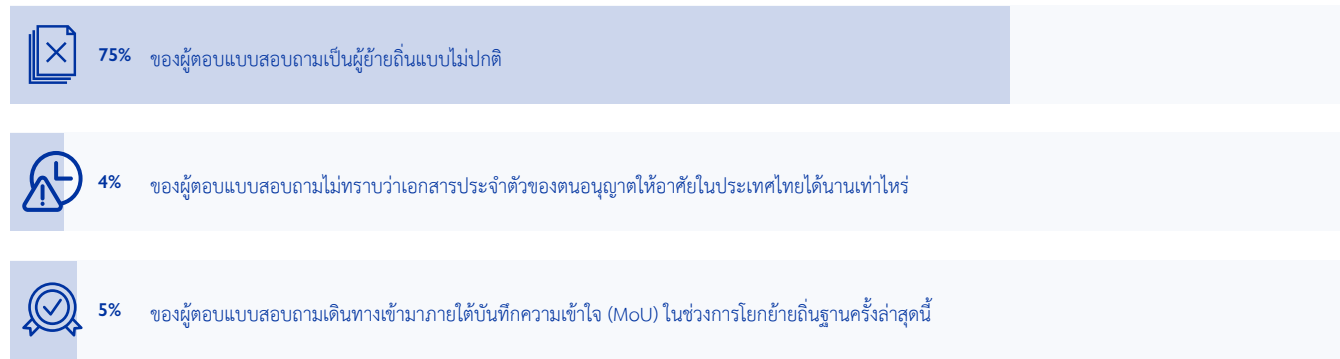 75% ของผู้ตอบแบบสอบถามเป็นผู้ย้ายถิ่นแบบไม่ปกติ
4% ของผู้ตอบแบบสอบถามไม่ทราบว่าเอกสารประจำตัวของตนอนุญาตให้อาศัยในประเทศไทยได้นานเท่าไหร่
5% ของผู้ตอบแบบสอบถามเดินทางเข้ามาภายใต้บันทึกความเข้าใจ (MoU) ในช่วงการโยกย้ายถิ่นฐานครั้งล่าสุดนี้